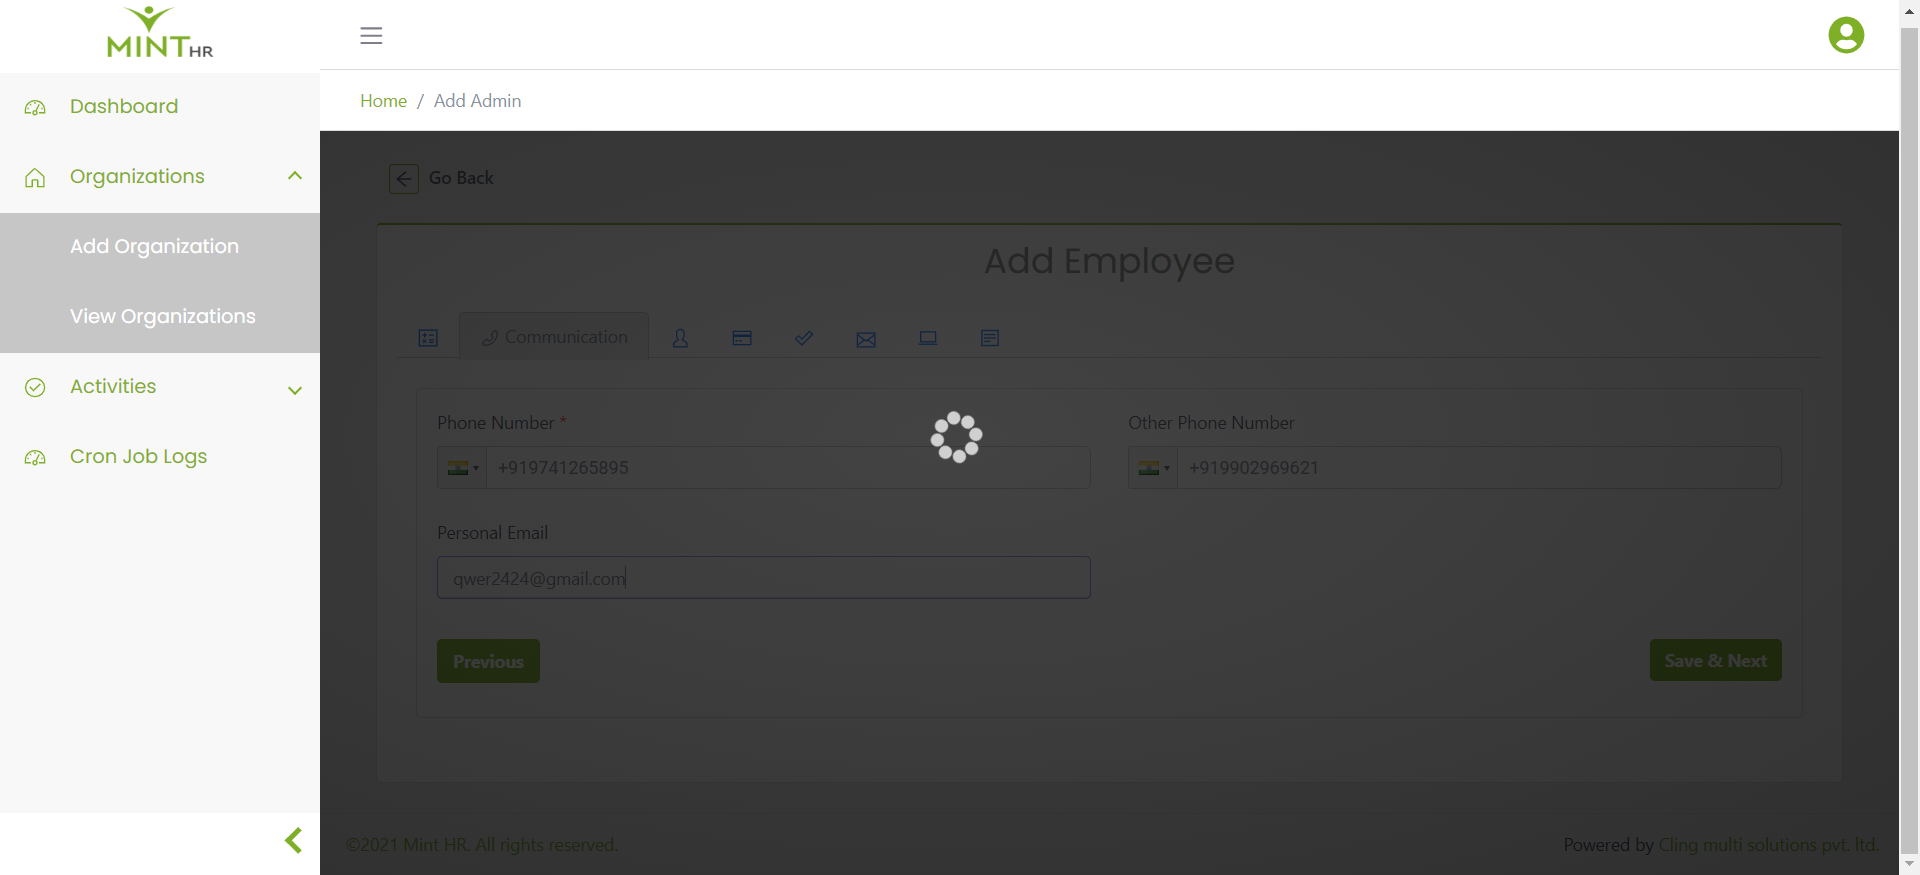 MINT HR
Home / Add Admin
Dashboard
Organizations
Add Organization
View Organizations
Activities
Cron Job Logs
Go Back
Add Employee
Communication
Phone Number *
+919741265895
Other Phone Number
+919902969621
Personal Email
qwer2424@gmail.com
Previous
Save & Next
©2021 Mint HR. All rights reserved.
Powered by Cling multi solutions pvt. ltd.